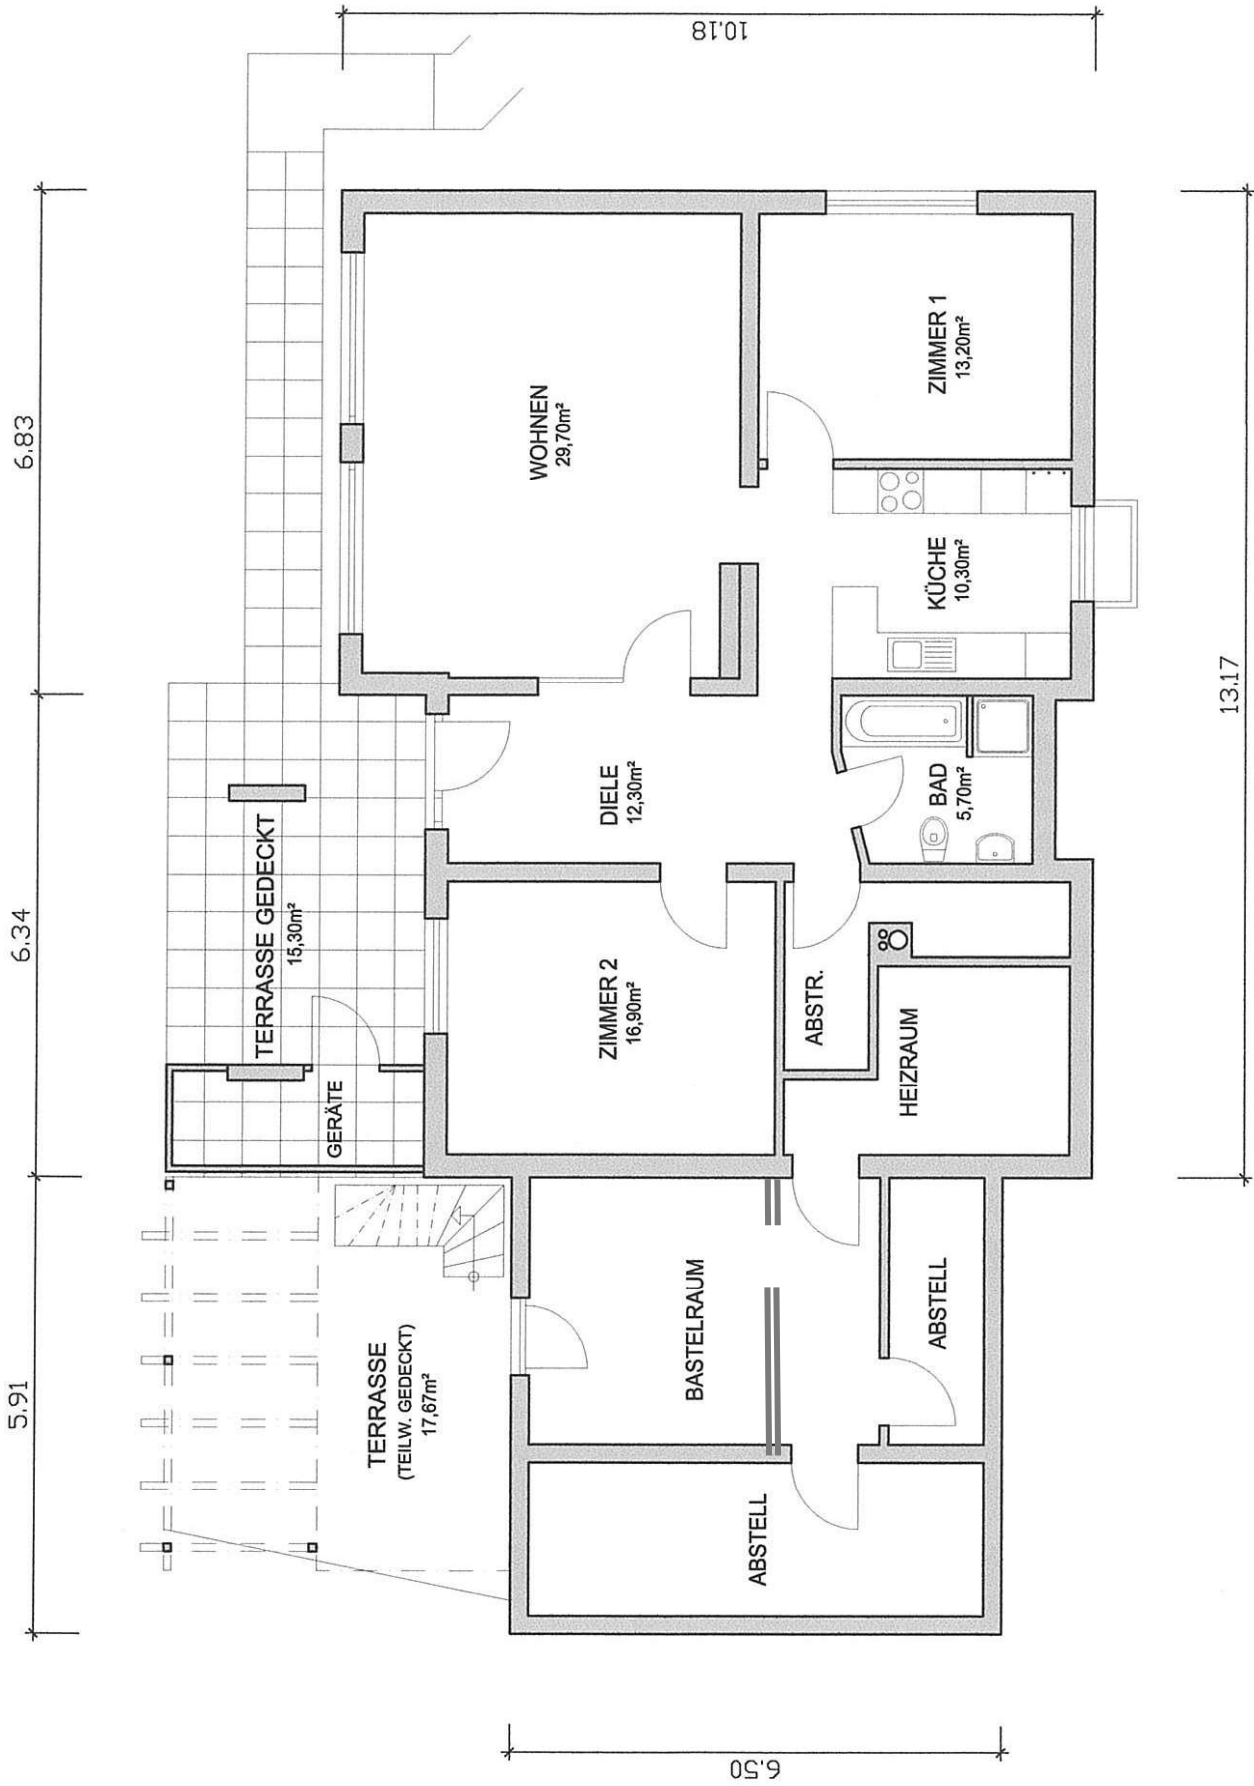 5.91
6.34
6.83
10.18
TERRASSE
(TEILW. GEDECKT)
17,67m²
GERÄTE
TERRASSE GEDECKT
15,30m²
ABSTELL
BASTELRAUM
ABSTELL
ZIMMER 2
16,90m²
ABSTR.
HEIZRAUM
DIELE
12,30m²
BAD
5,70m²
WOHNEN
29,70m²
KÜCHE
10,30m²
ZIMMER 1
13,20m²
6.50
13.17